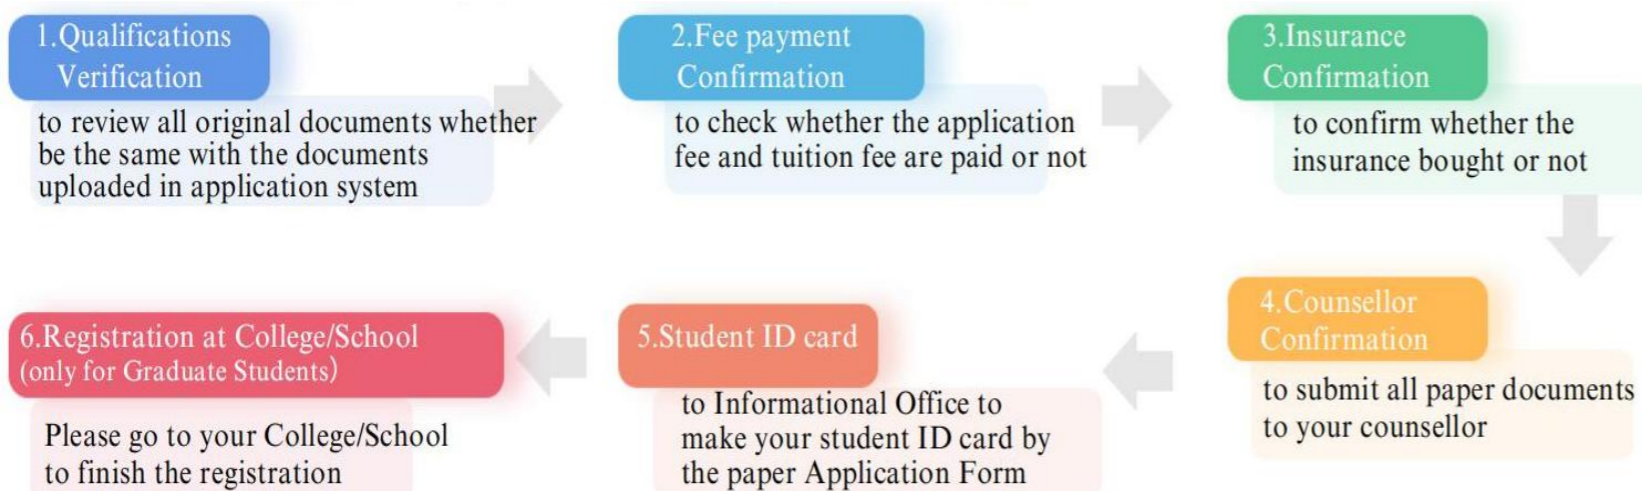 1.Qualifications
Verification
to review all original documents whether
be the same with the documents
uploaded in application system
2.Fee payment
Confirmation
to check whether the application
fee and tuition fee are paid or not
3.Insurance
Confirmation
to confirm whether the
insurance bought or not
4.Counsellor
Confirmation
to submit all paper documents
to your counsellor
5.Student ID card
to Informational Office to
make your student ID card by
the paper Application Form
6.Registration at College/School
(only for Graduate Students)
Please go to your College/School
to finish the registration